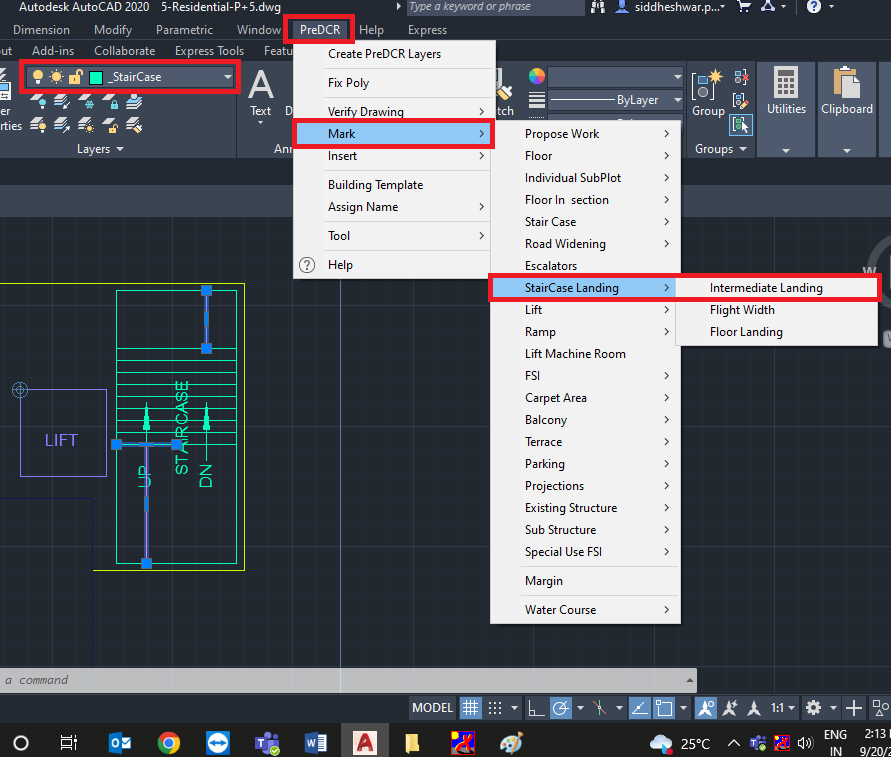 Autodesk AutoCAD 2020 5-Residential-P+5.dwg
Type a keyword or phrase
siddheshwar.p...
Dimension Modify Parametric Window PreDCR Help Express
out Add-ins Collaborate Express Tools Featu
_StairCase
Text
Layers
ByLayer
Group
Groups
Utilities
Clipboard
Create PreDCR Layers
Fix Poly
Verify Drawing
Mark
Insert
Building Template
Assign Name
Tool
Help
Propose Work
Floor
Individual SubPlot
Floor In section
Stair Case
Road Widening
Escalators
StairCase Landing
Lift
Ramp
Lift Machine Room
FSI
Carpet Area
Balcony
Terrace
Parking
Projections
Existing Structure
Sub Structure
Special Use FSI
Margin
Water Course
Intermediate Landing
Flight Width
Floor Landing
W
LIFT
UP
STAIRCASE
DN
a command
MODEL
1:1
25°C
ENG
IN
2:13
9/20/2